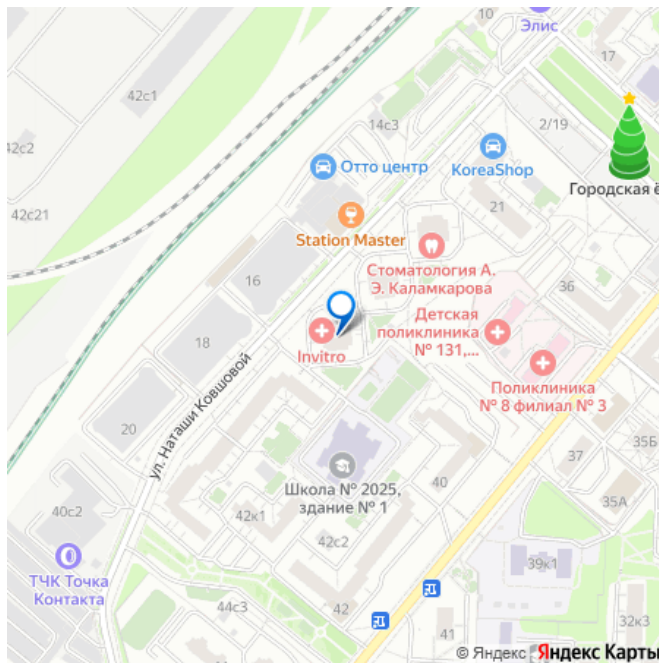 10
Элис
17
42с1
14с3
2/19
42с2
Отто центр
KoreaShop
Городская ё
21
42с21
Station Master
Стоматология А.
Э. Каламкарова
16
36
Детская
поликлиника
№ 131,...
18
Invitro
Поликлиника
№ 8 филиал № 3
ул. Наташи Ковшовой
20
35Б
37
Школа № 2025,
здание № 1
40
35А
40с2
42к1
42с2
39к1
ТЧК Точка
Контакта
44с3
42
41
32к3
© Яндекс Яндекс Карты